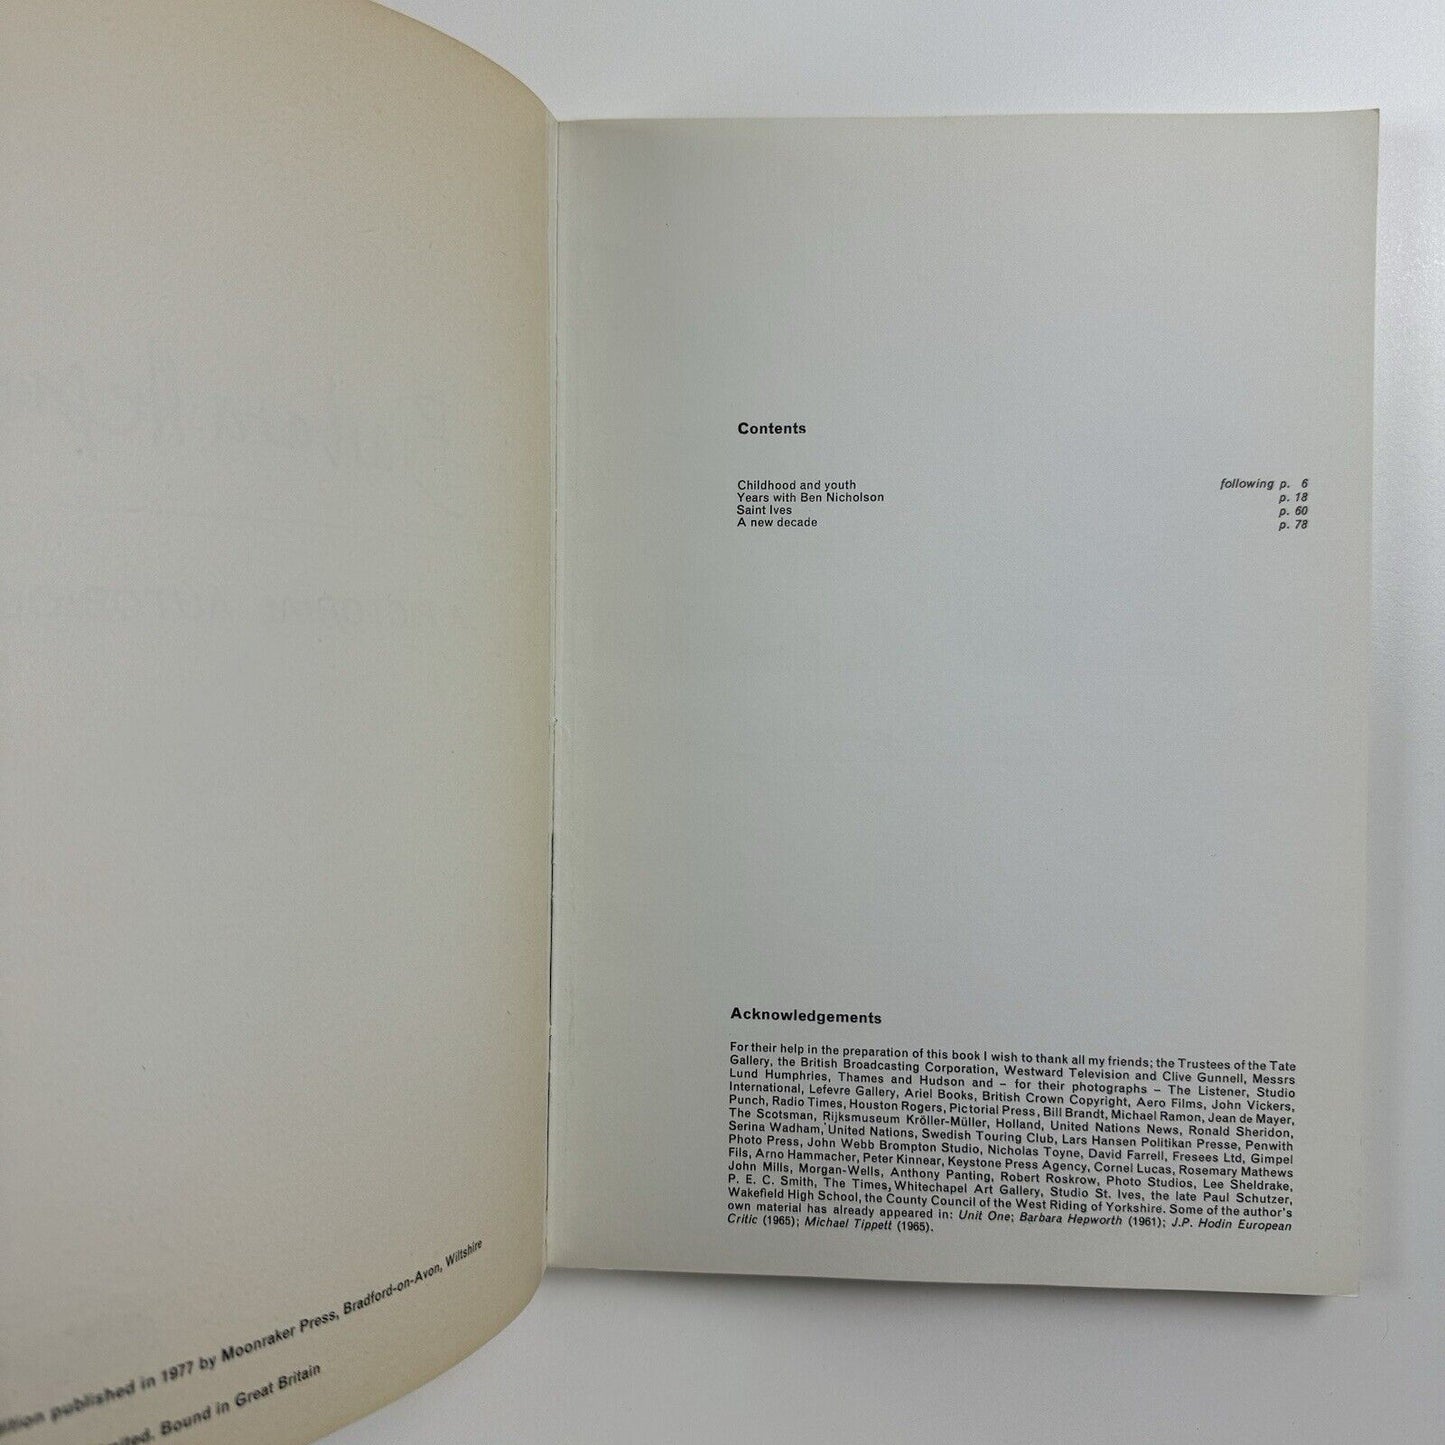 published in 1977 by Moonraker Press, Bradford-on-Avon, Wiltshire
Bound in Great Britain
Contents
Childhood and youth following p. 6
Years with Ben Nicholson p. 18
Saint Ives p. 60
A new decade p. 78
Acknowledgements
For their help in the preparation of this book I wish to thank all my friends; the Trustees of the Tate
Gallery, the British Broadcasting Corporation, Westward Television and Clive Gunnell, Messrs
Lund Humphries, Thames and Hudson and – for their photographs – The Listener, Studio
International, Lefevre Gallery, Ariel Books, British Crown Copyright, Aero Films, John Vickers,
Punch, Radio Times, Houston Rogers, Pictorial Press, Bill Brandt, Michael Ramon, Jean de Mayer,
The Scotsman, Rijksmuseum Kröller-Müller, Holland, United Nations News, Ronald Sheridon,
Serina Wadham, United Nations, Swedish Touring Club, Lars Hansen Politikan Presse, Penwith
Photo Press, John Webb Brompton Studio, Nicholas Toyne, David Farrell, Fresees Ltd, Gimpel
Fils, Arno Hammacher, Peter Kinnear, Keystone Press Agency, Cornel Lucas, Rosemary Mathews
John Mills, Morgan-Wells, Anthony Panting, Robert Roskrow, Photo Studios, Lee Sheldrake,
P. E. C. Smith, The Times, Whitechapel Art Gallery, Studio St. Ives, the late Paul Schutzer,
Wakefield High School, the County Council of the West Riding of Yorkshire. Some of the author's
own material has already appeared in: Unit One; Barbara Hepworth (1961); J.P. Hodin European
Critic (1965); Michael Tippett (1965).